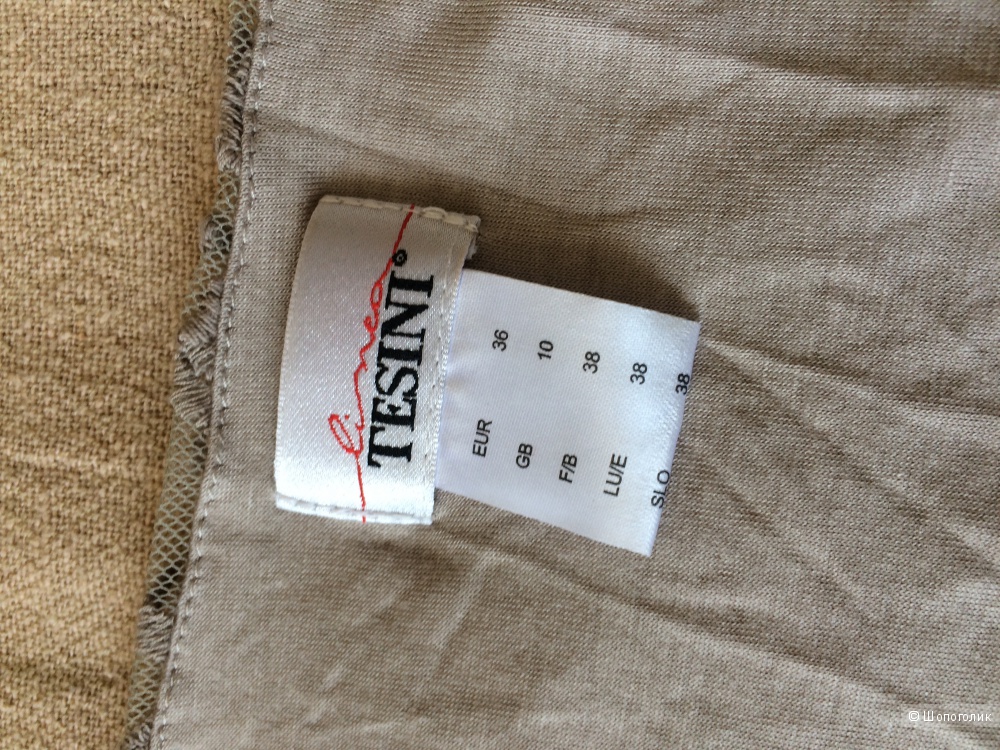 linea
TESINI
EUR 36
GB 10
F/B 38
LU/E 38
SLO 38
© Шопоголик